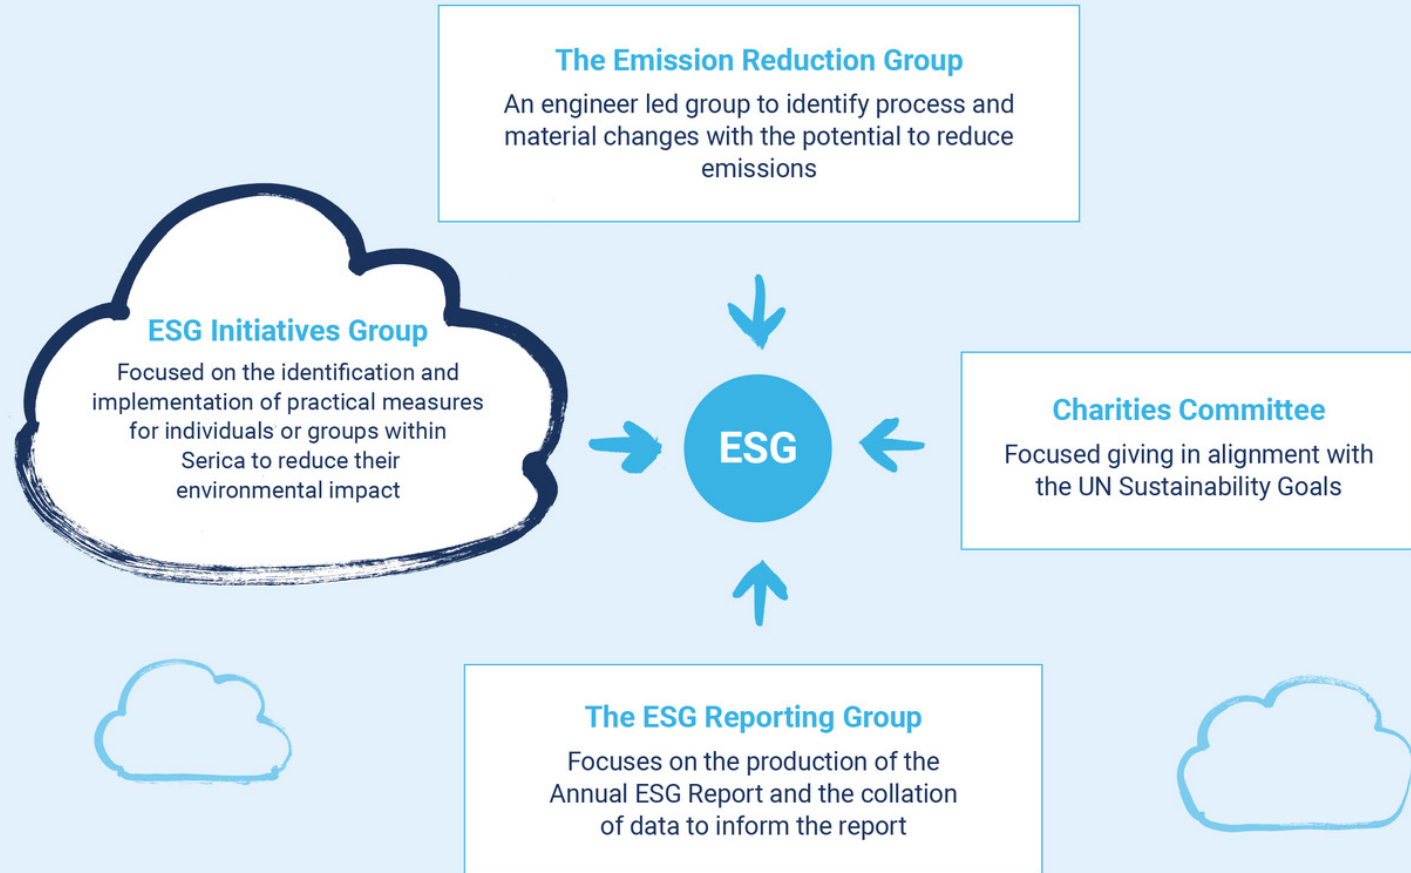 The Emission Reduction Group
An engineer led group to identify process and
material changes with the potential to reduce
emissions
ESG Initiatives Group
Focused on the identification and
implementation of practical measures
for individuals or groups within
Serica to reduce their
environmental impact
ESG
Charities Committee
Focused giving in alignment with
the UN Sustainability Goals
The ESG Reporting Group
Focuses on the production of the
Annual ESG Report and the collation
of data to inform the report